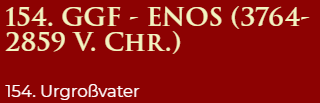 154. GGF - ENOS (3764-
2859 V. CHR.)
154. Urgroßvater